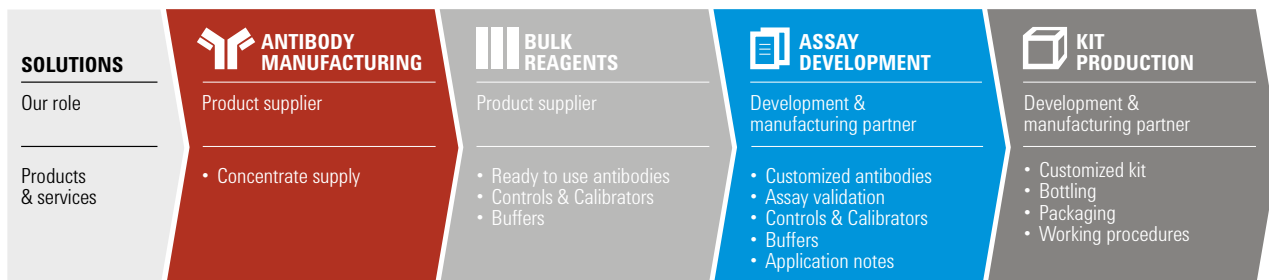 SOLUTIONS
Our role
Products
& services
ANTIBODY
MANUFACTURING
Product supplier
• Concentrate supply
BULK
REAGENTS
Product supplier
• Ready to use antibodies
• Controls & Calibrators
• Buffers
ASSAY
DEVELOPMENT
Development &
manufacturing partner
• Customized antibodies
• Assay validation
• Controls & Calibrators
• Buffers
• Application notes
KIT
PRODUCTION
Development &
manufacturing partner
• Customized kit
• Bottling
• Packaging
• Working procedures